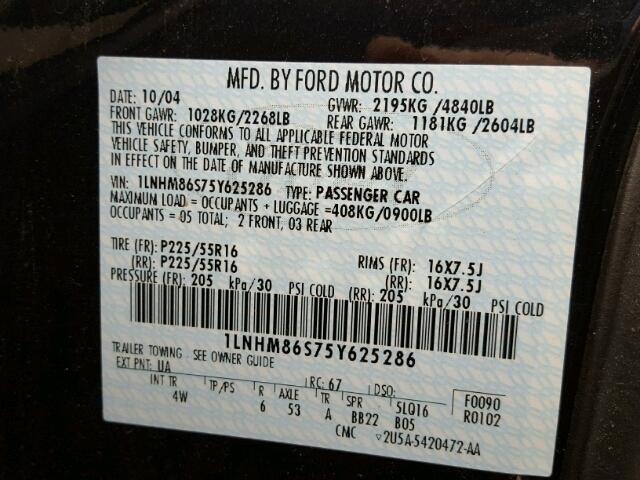 MFD. BY FORD MOTOR CO.
DATE: 10/04 GVWR: 2195KG /4840LB
FRONT GAWR: 1028KG/2268LB REAR GAWR: 1181KG /2604LB
THIS VEHICLE CONFORMS TO ALL APPLICABLE FEDERAL MOTOR
VEHICLE SAFETY, BUMPER, AND THEFT PREVENTION STANDARDS
IN EFFECT ON THE DATE OF MANUFACTURE SHOWN ABOVE.
VIN: 1LNHM86S75Y625286 TYPE: PASSENGER CAR
MAXIMUM LOAD = OCCUPANTS + LUGGAGE =408KG/0900LB
OCCUPANTS = 05 TOTAL; 2 FRONT, 03 REAR
TIRE (FR): P225/55R16 RIMS (FR): 16X7.5J
(RR): P225/55R16 (RR): 16X7.5J
PRESSURE (FR): 205 kPa/30 PSI COLD (RR): 205 kPa/30 PSI COLD
1LNHM86S75Y625286
TRAILER TOWING . SEE OWNER GUIDE
EXT PNT: UA RC: 67 DSO: F0090
INT TR TP/PS R AXLE TR SPR 5LQ16 R0102
4W 6 53 A BB22 B05
CMC ▽2U5A-5420472-AA